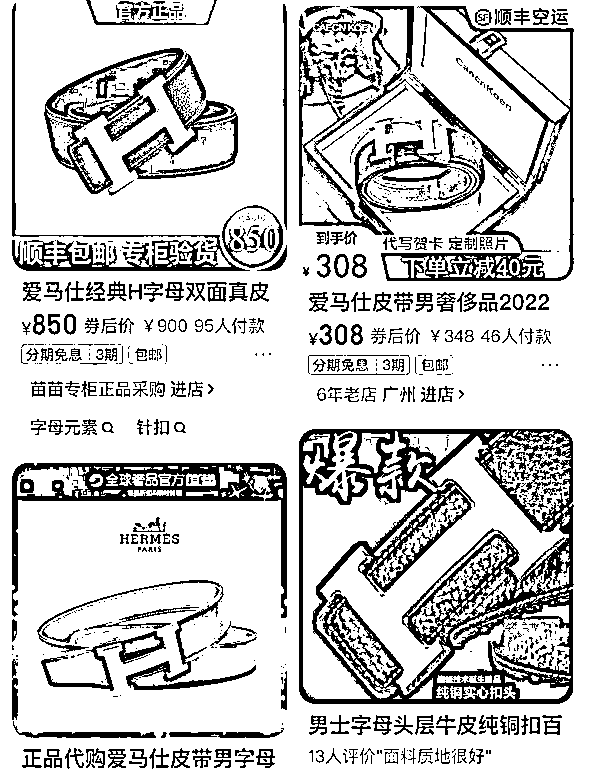 官方正品
顺丰包邮 专柜验货
850
爱马仕经典H字母双面真皮
¥850 券后价 ¥900 95人付款
分期免息 3期 包邮
...
苗苗专柜正品采购 进店>
字母元素 针扣
全球奢品官方直营
HERMÈS
PARIS
正品代购爱马仕皮带男字母
SF 顺丰空运
CanonKoen
到手价
¥308
代写贺卡 定制照片
下单立减40元
爱马仕皮带男奢侈品2022
¥308 券后价 ¥348 46人付款
分期免息 3期 包邮
...
6年老店 广州 进店>
爆款
纯铜实心扣头
男士字母头层牛皮纯铜扣百
13人评价"面料质地很好"